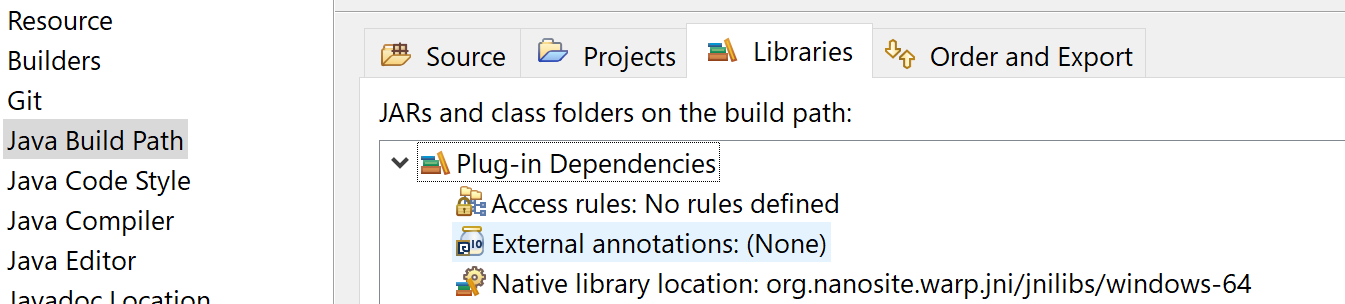 Resource
Builders
Git
Java Build Path
Java Code Style
Java Compiler
Java Editor
Javadoc Location
Source Projects Libraries Order and Export
JARs and class folders on the build path:
Plug-in Dependencies
Access rules: No rules defined
External annotations: (None)
Native library location: org.nanosite.warp.jni/jnilibs/windows-64